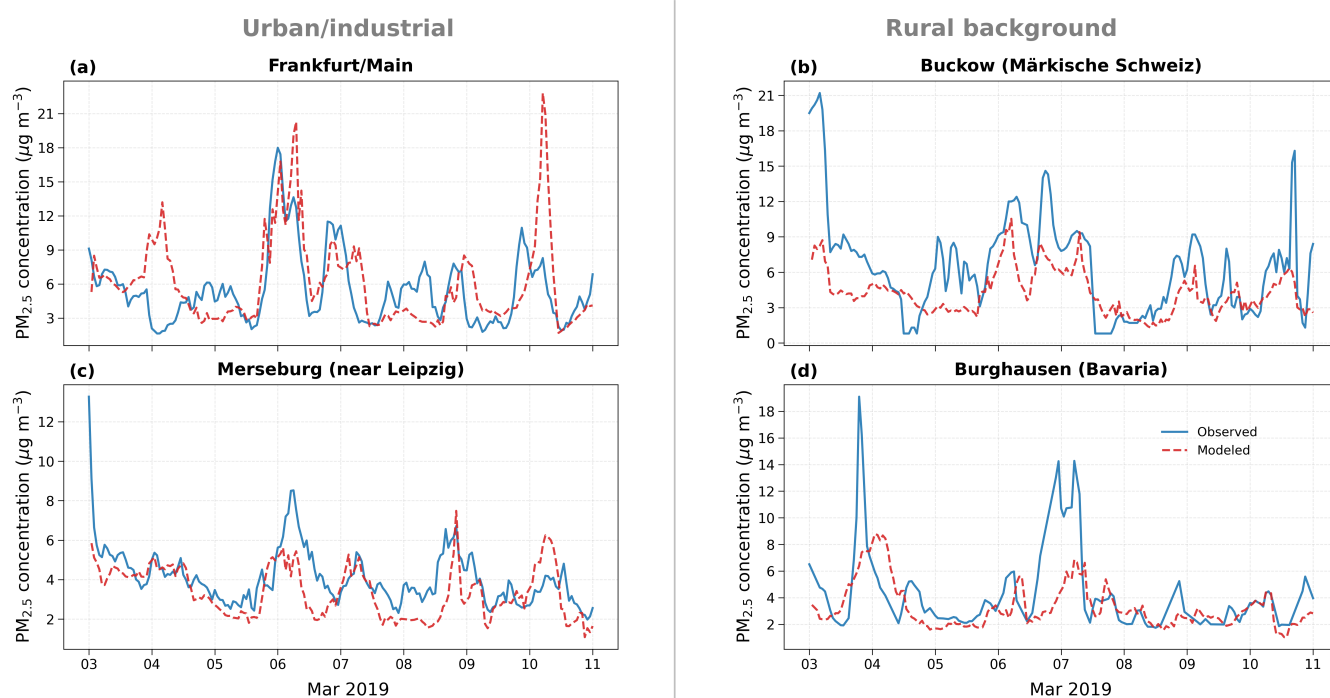 Urban/industrial
Rural background
(a) Frankfurt/Main
PM2.5 concentration (μg m−3)
21
18
15
12
9
6
3
(b) Buckow (Märkische Schweiz)
PM2.5 concentration (μg m−3)
21
18
15
12
9
6
3
0
(c) Merseburg (near Leipzig)
PM2.5 concentration (μg m−3)
12
10
8
6
4
2
03 04 05 06 07 08 09 10 11
Mar 2019
(d) Burghausen (Bavaria)
PM2.5 concentration (μg m−3)
18
16
14
12
10
8
6
4
2
Observed
Modeled
03 04 05 06 07 08 09 10 11
Mar 2019